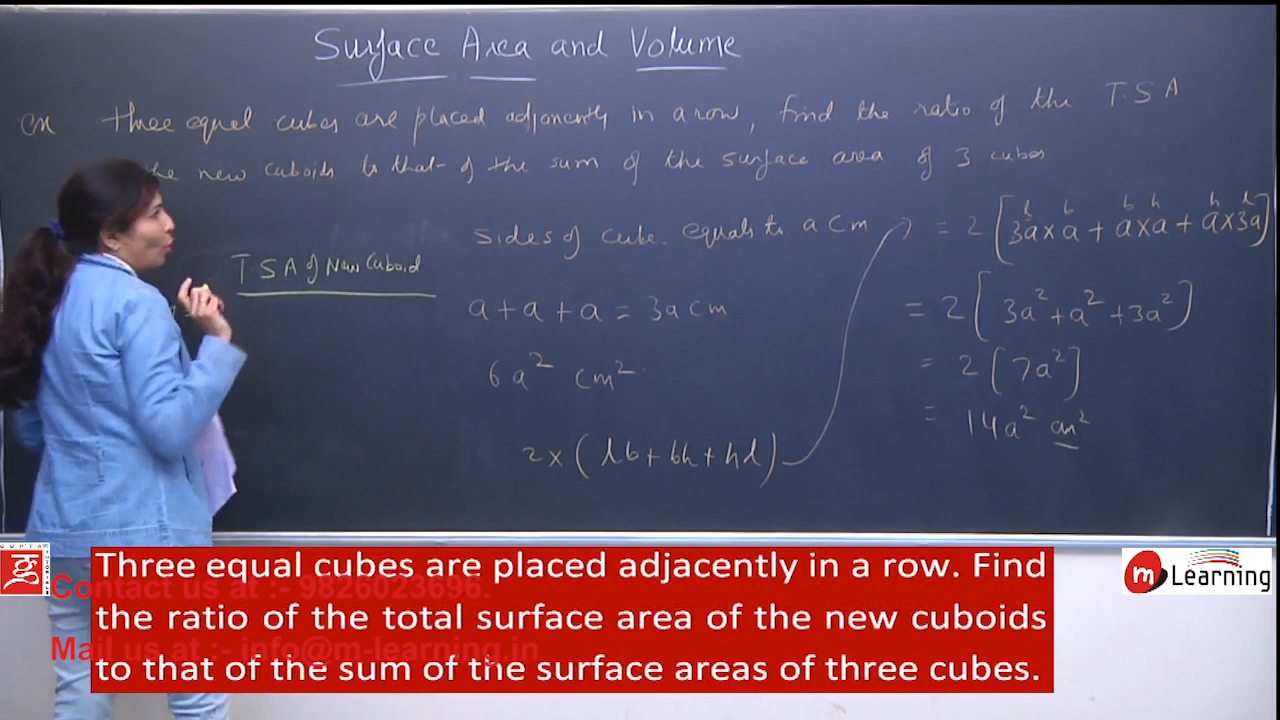 Surface Area and Volume
Ex Three equal cubes are placed adjancently in a row, find the ratio of the T.S.A
the new cuboids to that of the sum of the surface area of 3 cubes
T S A of New Cuboid
sides of cube equals to a cm
a + a + a = 3a cm
6a² cm²
2 × (lb + bh + hl)
l b b h h l
= 2 [3a×a + a×a + a×3a]
= 2 [3a² + a² + 3a²]
= 2 [7a²]
= 14a² cm²
Three equal cubes are placed adjacently in a row. Find
the ratio of the total surface area of the new cuboids
to that of the sum of the surface areas of three cubes.
Contact us at :- 9826023696.
Mail us at :- info@m-learning.in
GUPTA
m Learning